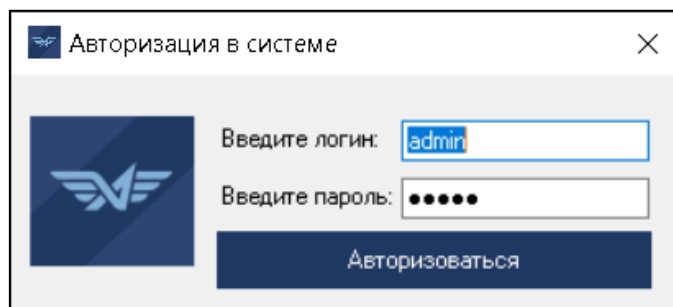 Авторизация в системе
Введите логин: admin
Введите пароль: •••••
Авторизоваться